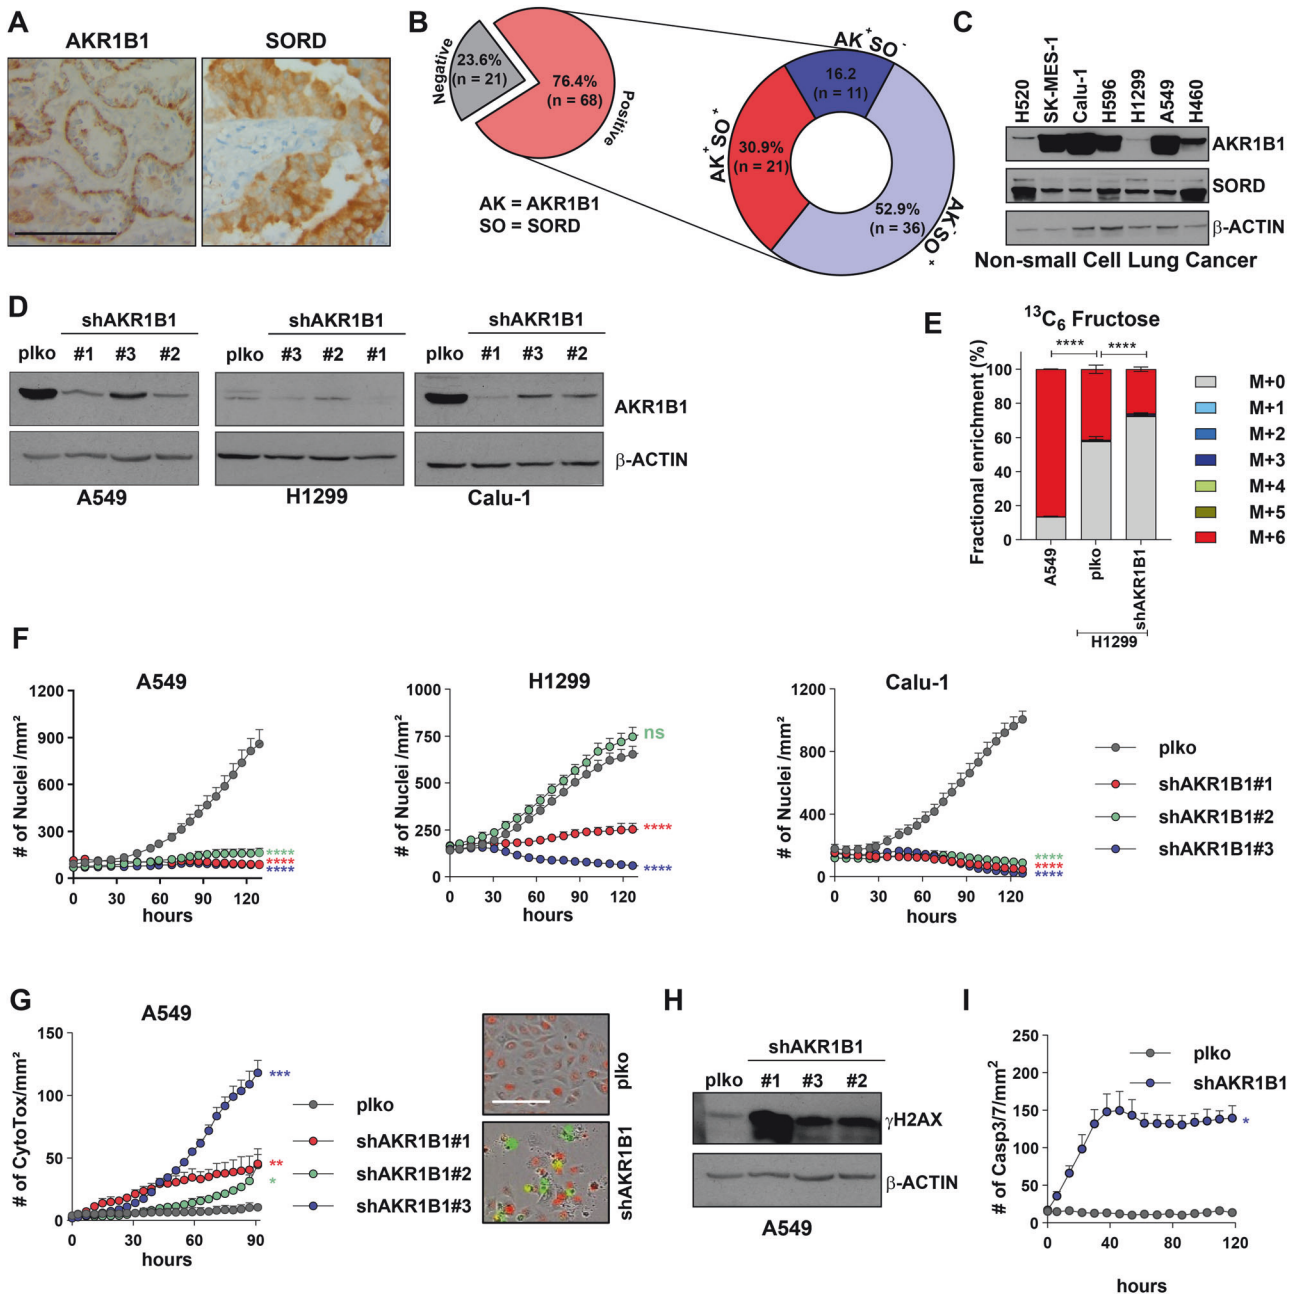 A
AKR1B1
SORD
B
Negative
23.6%
(n = 21)
76.4%
(n = 68)
Positive
AK = AKR1B1
SO = SORD
AK⁺SO⁻
16.2
(n = 11)
AK⁺SO⁺
30.9%
(n = 21)
52.9%
(n = 36)
AK⁻SO⁺
C
H520
SK-MES-1
Calu-1
H596
H1299
A549
H460
AKR1B1
SORD
β-ACTIN
Non-small Cell Lung Cancer
D
shAKR1B1
shAKR1B1
shAKR1B1
plko #1 #3 #2
plko #3 #2 #1
plko #1 #3 #2
AKR1B1
β-ACTIN
A549
H1299
Calu-1
E
¹³C₆ Fructose
**** ****
Fractional enrichment (%)
100
80
60
40
20
0
A549
plko
shAKR1B1
H1299
M+0
M+1
M+2
M+3
M+4
M+5
M+6
F
A549
# of Nuclei /mm²
1200
900
600
300
0
0 30 60 90 120
hours
****
****
****
H1299
# of Nuclei /mm²
1000
750
500
250
0
0 30 60 90 120
hours
ns
****
****
Calu-1
# of Nuclei /mm²
1200
800
400
0
0 30 60 90 120
hours
****
****
****
plko
shAKR1B1#1
shAKR1B1#2
shAKR1B1#3
G
A549
# of CytoTox/mm²
150
100
50
0
0 30 60 90
hours
***
**
*
plko
shAKR1B1#1
shAKR1B1#2
shAKR1B1#3
plko
shAKR1B1
H
shAKR1B1
plko #1 #3 #2
γH2AX
β-ACTIN
A549
I
# of Casp3/7/mm²
250
200
150
100
50
0
0 40 80 120
hours
plko
shAKR1B1
*